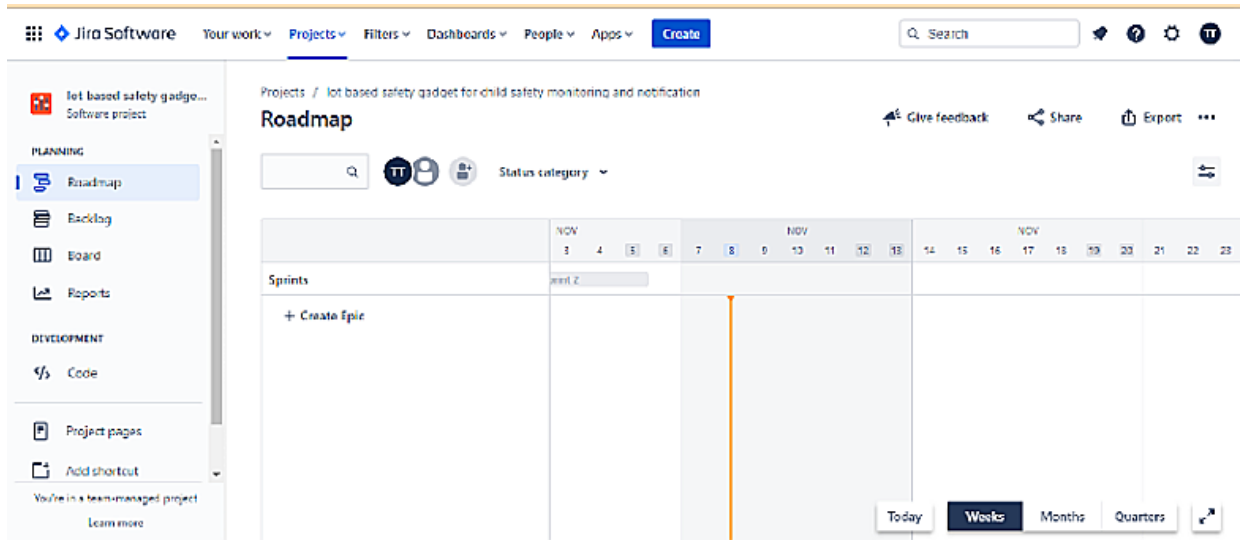 Jira Software Your work Projects Filters Dashboards People Apps Create Search
TT
Iot based safety gadge...
Software project
PLANNING
Roadmap
Backlog
Board
Reports
DEVELOPMENT
Code
Project pages
Add shortcut
You're in a team-managed project
Learn more
Projects / Iot based safety gadget for child safety monitoring and notification
Roadmap
Give feedback Share Export
TT Status category
NOV NOV NOV
3 4 5 6 7 8 9 10 11 12 13 14 15 16 17 18 19 20 21 22 23
Sprints
print 2
+ Create Epic
Today Weeks Months Quarters